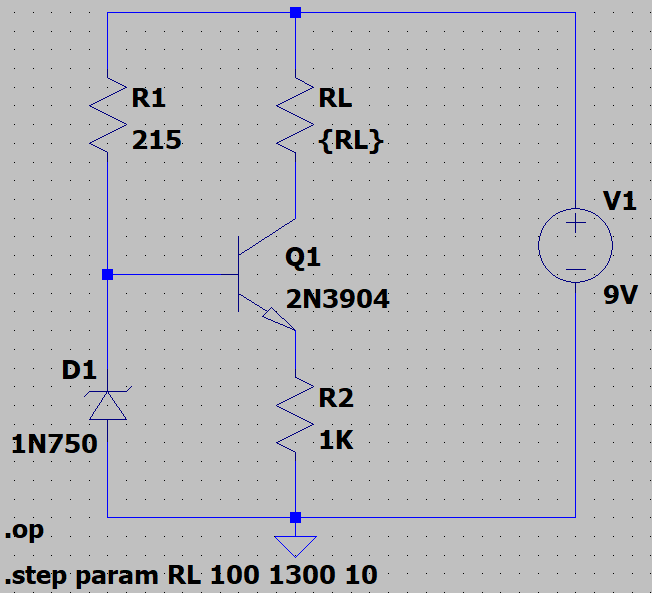 R1
215
RL
{RL}
V1
9V
Q1
2N3904
D1
1N750
R2
1K
.op
.step param RL 100 1300 10